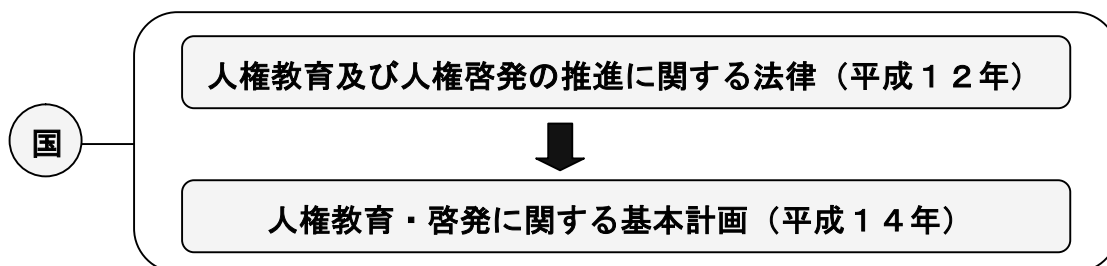 国
人権教育及び人権啓発の推進に関する法律（平成１２年）
人権教育・啓発に関する基本計画（平成１４年）